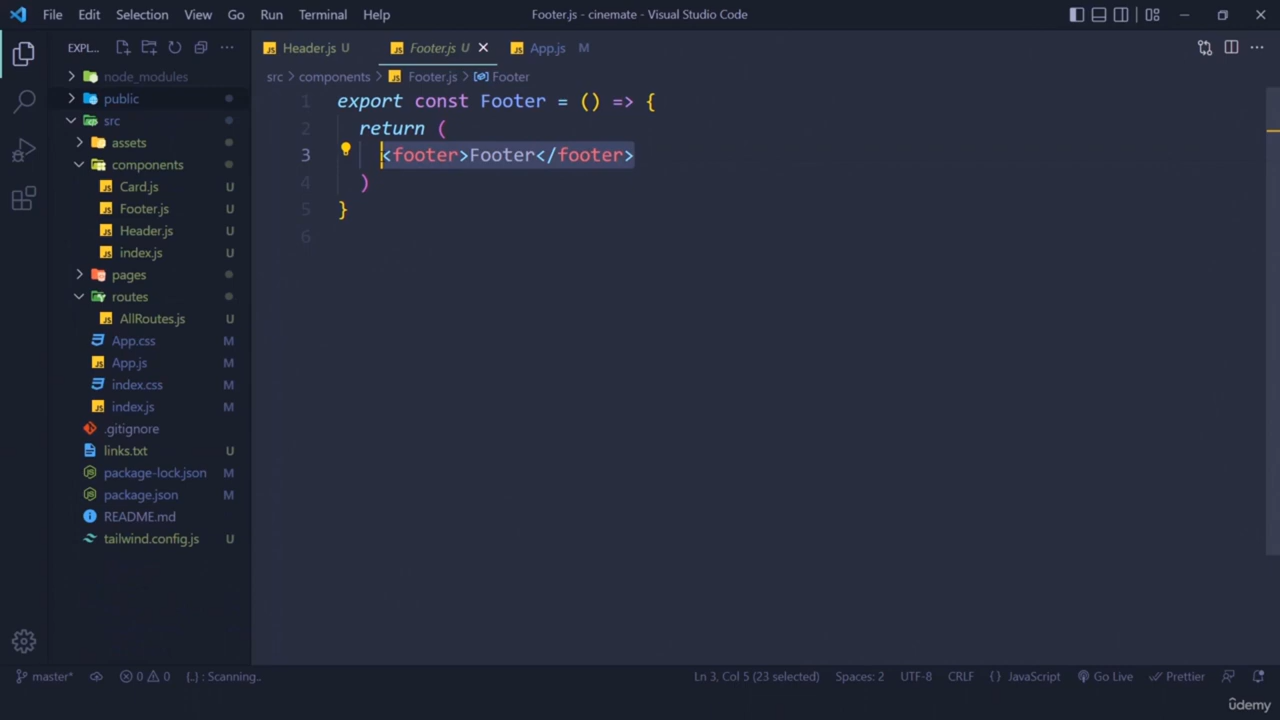 File Edit Selection View Go Run Terminal Help Footer.js - cinemate - Visual Studio Code
EXPL... Header.js U Footer.js U App.js M
src > components > Footer.js > Footer
node_modules
public
src
assets
components
Card.js U
Footer.js U
Header.js U
index.js U
pages
routes
AllRoutes.js U
App.css M
App.js M
index.css M
index.js M
.gitignore
links.txt U
package-lock.json M
package.json M
README.md
tailwind.config.js U
1 export const Footer = () => {
2 return (
3 <footer>Footer</footer>
4 )
5 }
6
master* 0 0 {..} : Scanning.. Ln 3, Col 5 (23 selected) Spaces: 2 UTF-8 CRLF {} JavaScript Go Live Prettier
ûdemy